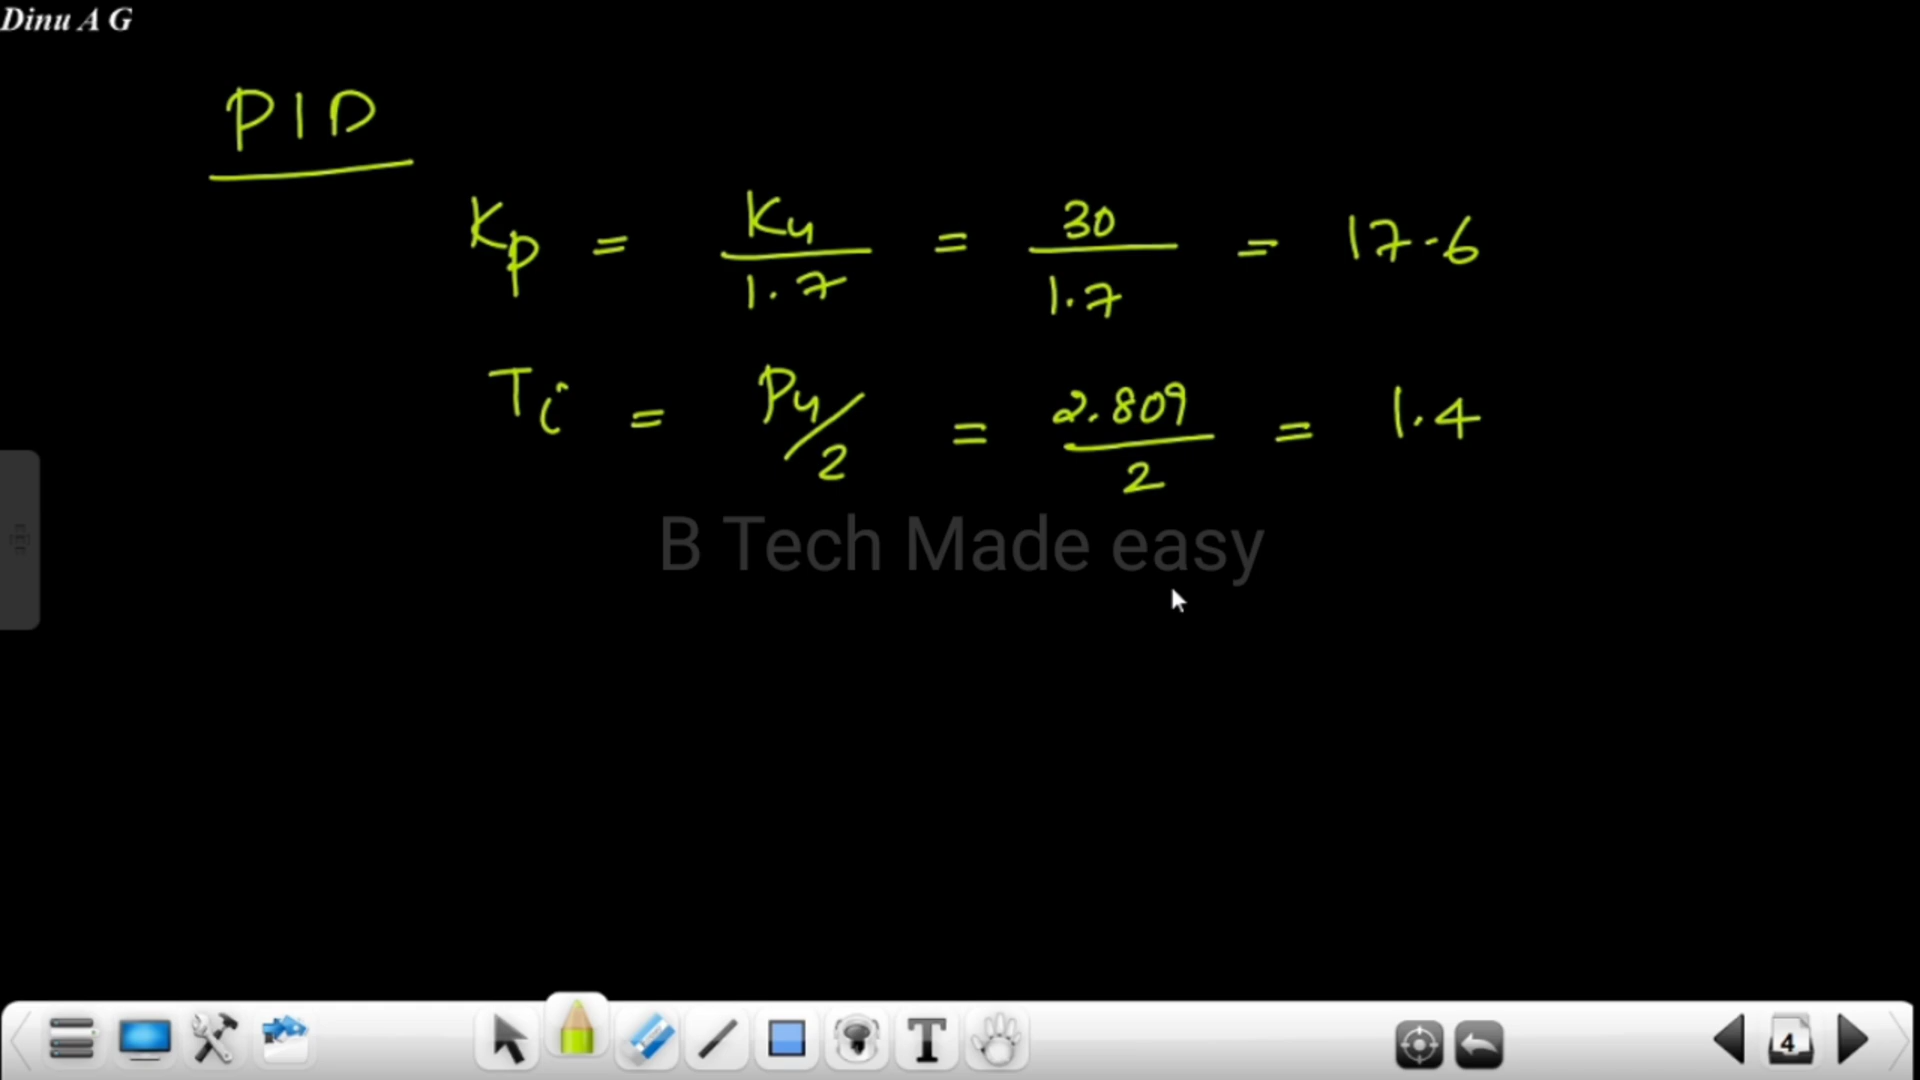 Dinu A G
PID
Kp = Ku/1.7 = 30/1.7 = 17.6
Ti = Pu/2 = 2.809/2 = 1.4
B Tech Made easy
T
4